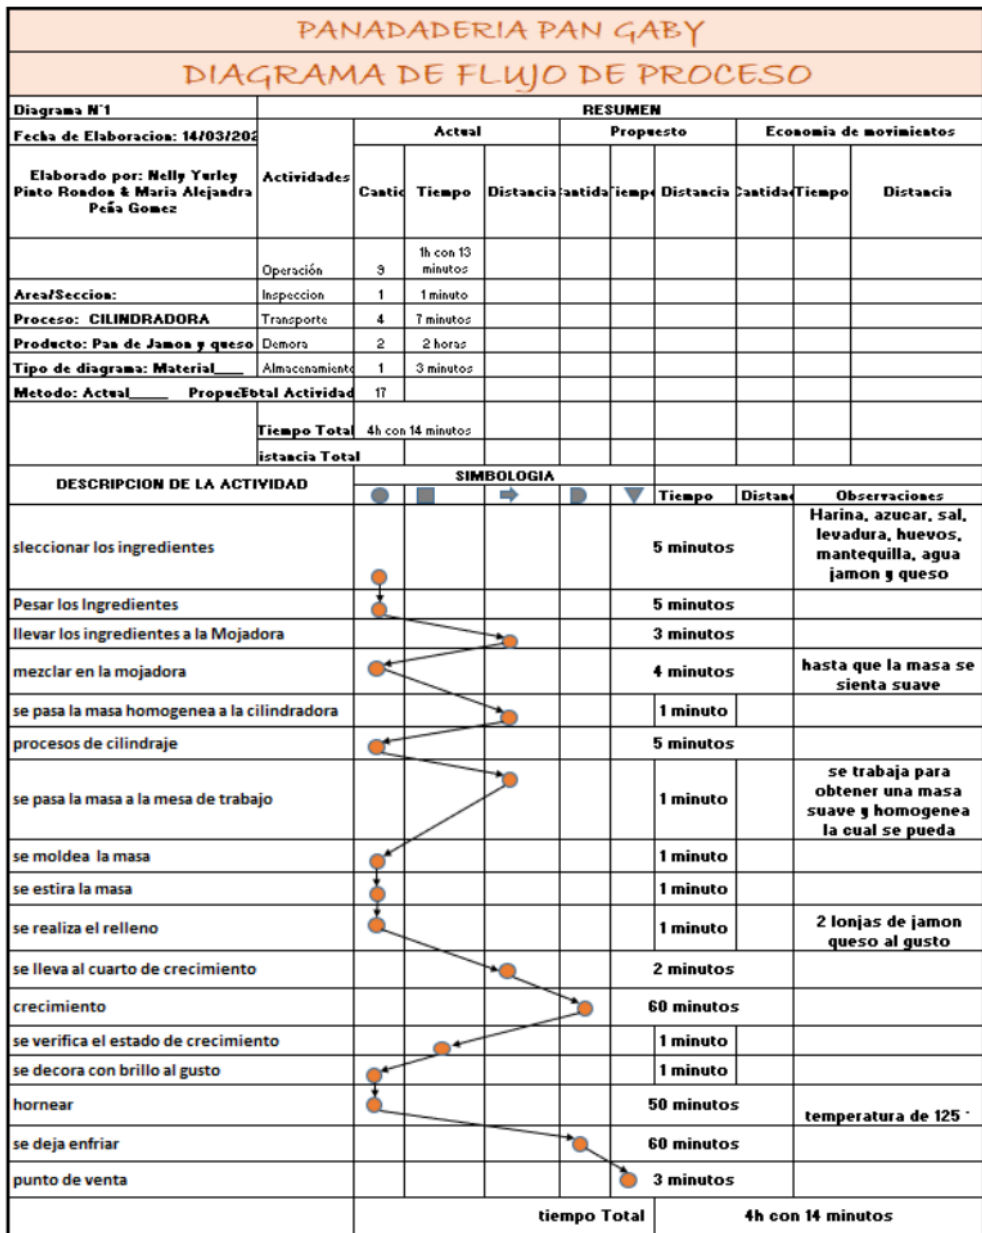 PANADADERIA PAN GABY
DIAGRAMA DE FLUJO DE PROCESO
Diagrama N°1 RESUMEN
Fecha de Elaboracion: 14/03/202 Actual Propuesto Economia de movimientos
Elaborado por: Nelly Yurley
Pinto Rondon & Maria Alejandra
Peña Gomez
Actividades Cantid Tiempo Distancia Cantida Tiempo Distancia Cantidad Tiempo Distancia
Operación 9 1h con 13
minutos
Area/Seccion: Inspeccion 1 1 minuto
Proceso: CILINDRADORA Transporte 4 7 minutos
Producto: Pan de Jamon y queso Demora 2 2 horas
Tipo de diagrama: Material____ Almacenamiento 1 3 minutos
Metodo: Actual_____ Propues Total Actividad 17
Tiempo Total 4h con 14 minutos
istancia Total
DESCRIPCION DE LA ACTIVIDAD SIMBOLOGIA
Tiempo Distanc Observaciones
sleccionar los ingredientes 5 minutos Harina, azucar, sal,
levadura, huevos,
mantequilla, agua
jamon y queso
Pesar los Ingredientes 5 minutos
llevar los ingredientes a la Mojadora 3 minutos
mezclar en la mojadora 4 minutos hasta que la masa se
sienta suave
se pasa la masa homogenea a la cilindradora 1 minuto
procesos de cilindraje 5 minutos
se pasa la masa a la mesa de trabajo 1 minuto se trabaja para
obtener una masa
suave y homogenea
la cual se pueda
se moldea la masa 1 minuto
se estira la masa 1 minuto
se realiza el relleno 1 minuto 2 lonjas de jamon
queso al gusto
se lleva al cuarto de crecimiento 2 minutos
crecimiento 60 minutos
se verifica el estado de crecimiento 1 minuto
se decora con brillo al gusto 1 minuto
hornear 50 minutos temperatura de 125 °
se deja enfriar 60 minutos
punto de venta 3 minutos
tiempo Total 4h con 14 minutos